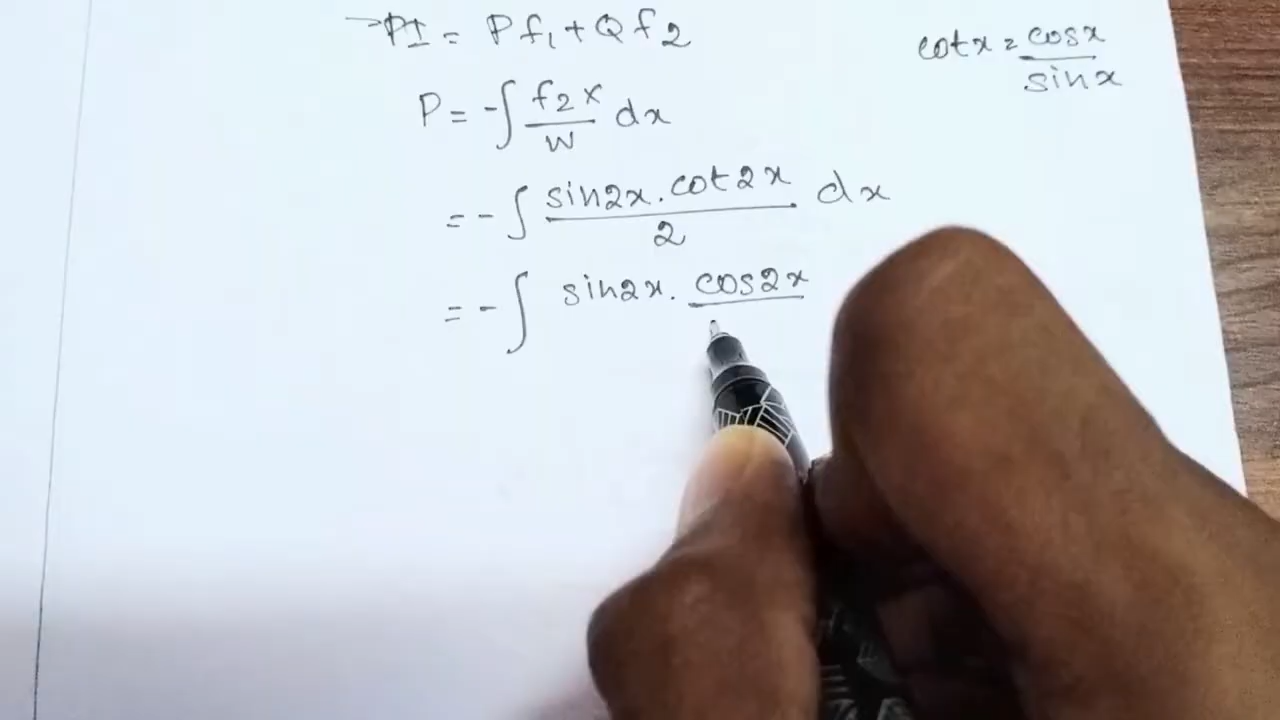 PI = Pf₁ + Qf₂
cotx = cosx / sinx
P = -∫ f₂x / W dx
= -∫ sin2x . cot2x / 2 dx
= -∫ sin2x . cos2x